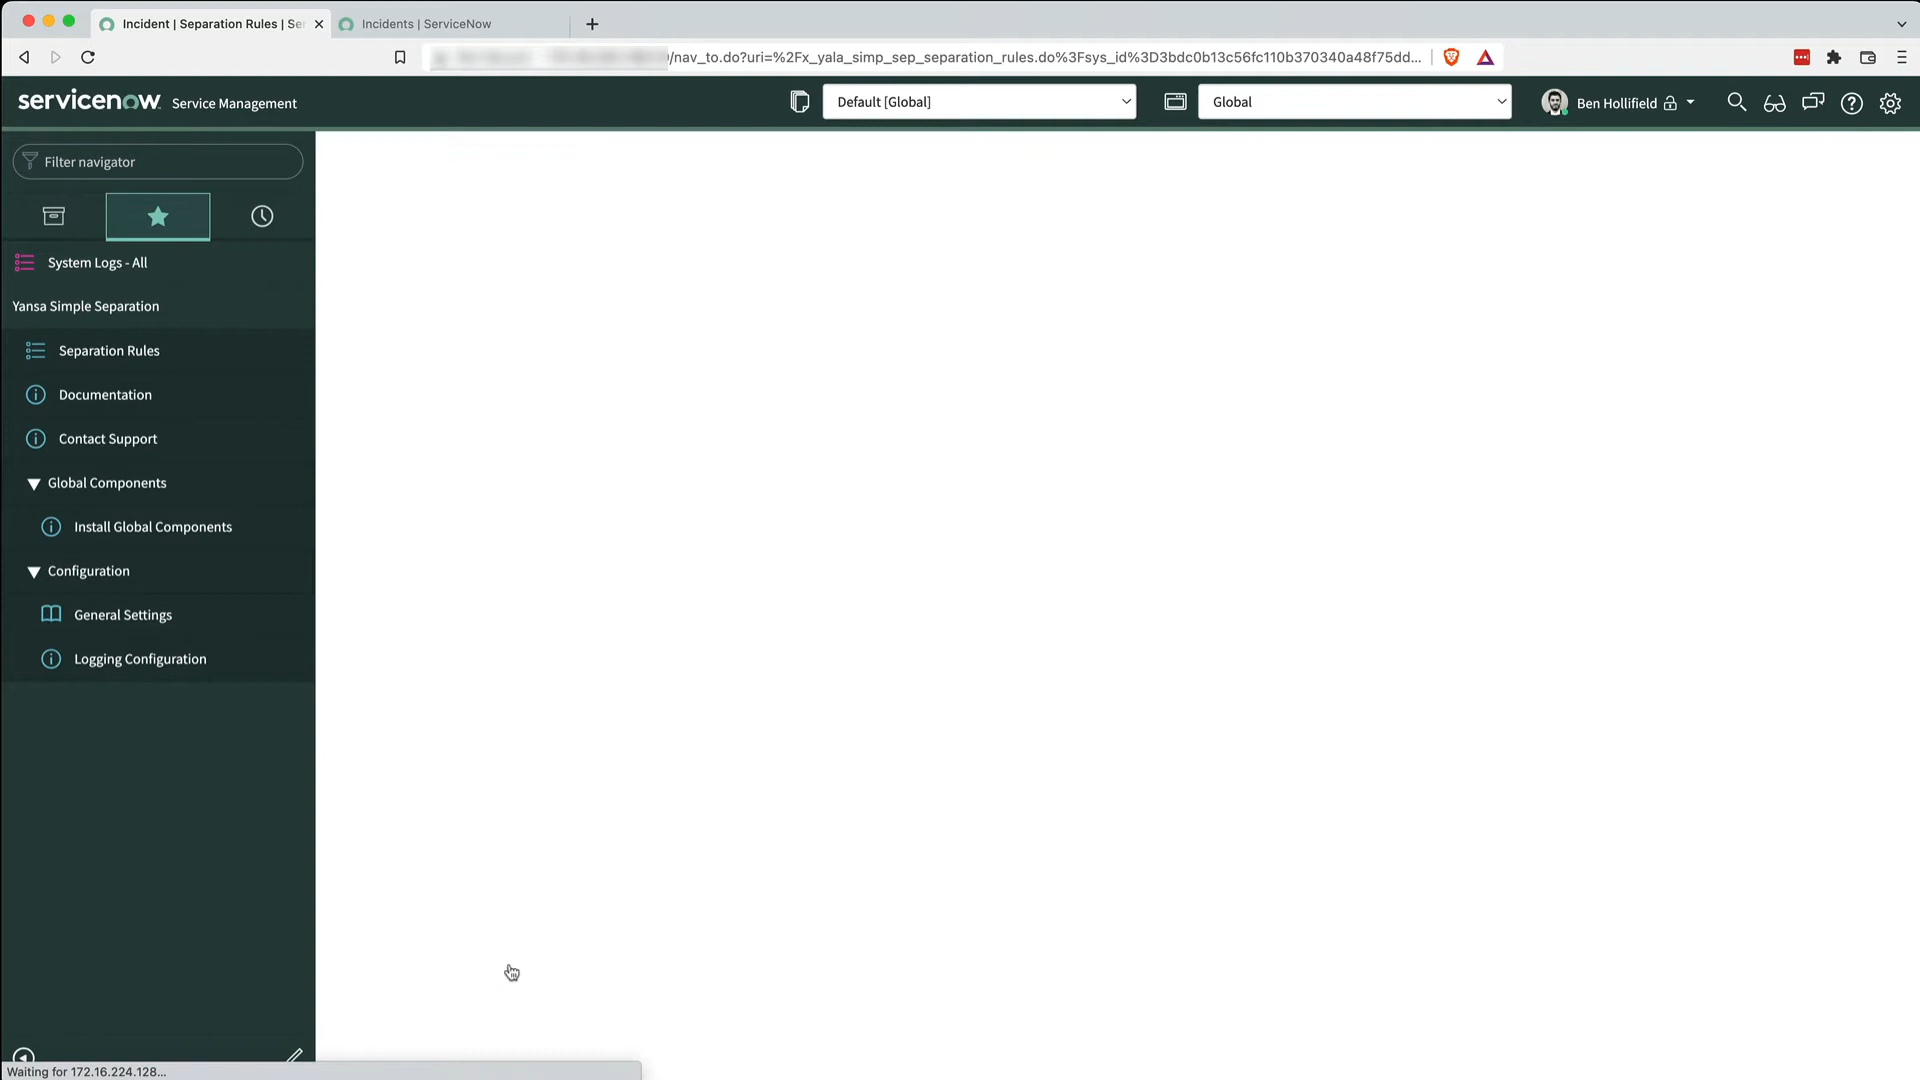 Incident | Separation Rules | Se
Incidents | ServiceNow
/nav_to.do?uri=%2Fx_yala_simp_sep_separation_rules.do%3Fsys_id%3D3bdc0b13c56fc110b370340a48f75dd...
servicenow Service Management
Default [Global]
Global
Ben Hollifield
Filter navigator
System Logs - All
Yansa Simple Separation
Separation Rules
Documentation
Contact Support
Global Components
Install Global Components
Configuration
General Settings
Logging Configuration
Waiting for 172.16.224.128...